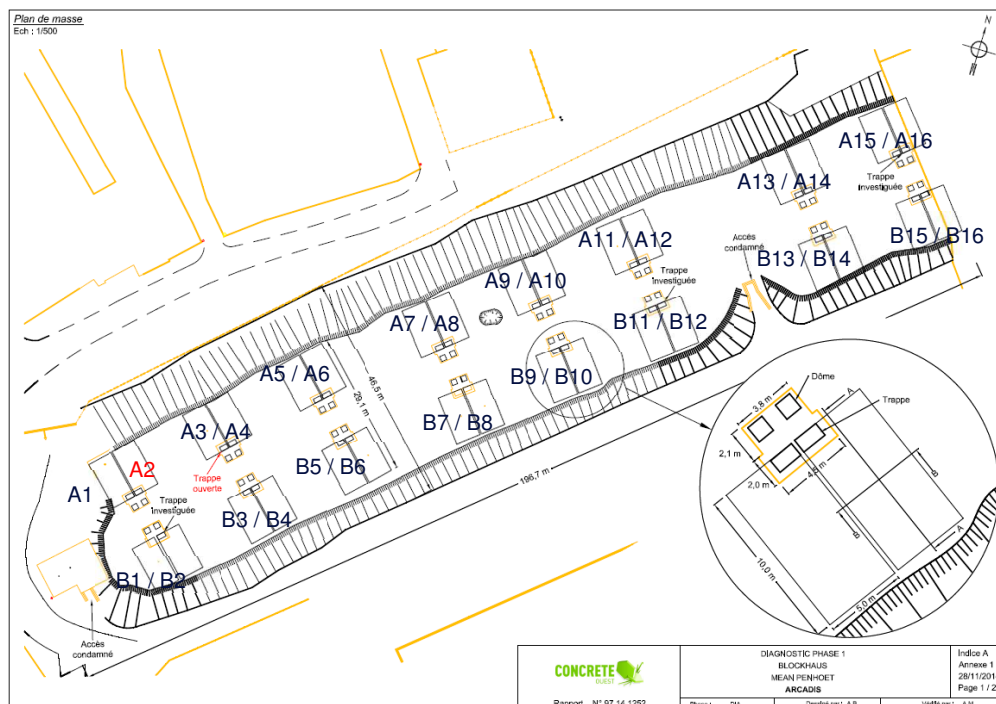 Plan de masse
Ech : 1/500
N
A15 / A16
Trappe
investiguée
A13 / A14
B15 / B16
A11 / A12
Accès
condamné
B13 / B14
A9 / A10
Trappe
investiguée
B11 / B12
A7 / A8
B9 / B10
A5 / A6
46,5 m
29,1 m
B7 / B8
A3 / A4
Trappe
ouverte
B5 / B6
196,7 m
A2
A1
Trappe
investiguée
B3 / B4
B1 / B2
Accès
condamné
Dôme
3,8 m
A
Trappe
2,1 m
2,0 m
B
B
A
10,0 m
5,0 m
CONCRETE
OUEST
DIAGNOSTIC PHASE 1
BLOCKHAUS
MEAN PENHOET
ARCADIS
Indice A
Annexe 1
Page 1 / 2